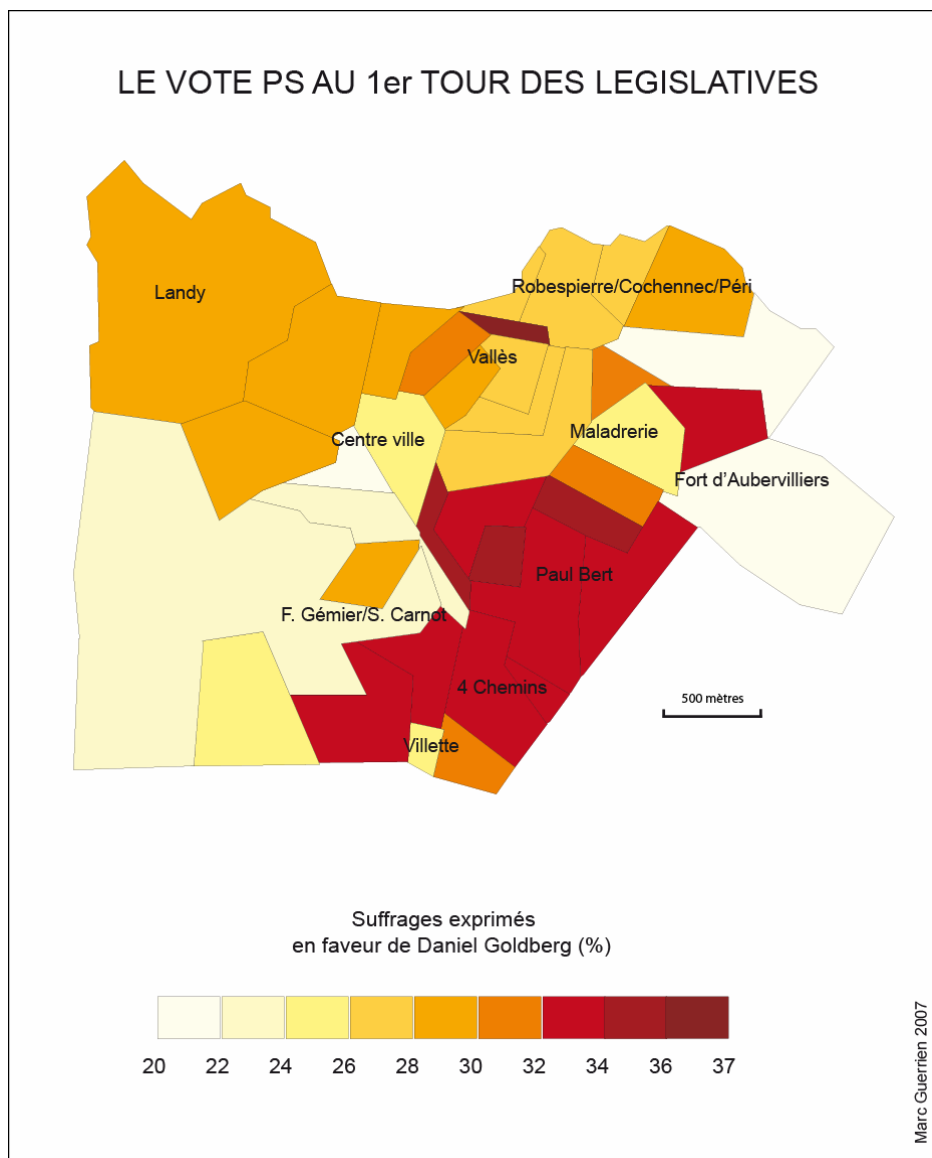 LE VOTE PS AU 1er TOUR DES LEGISLATIVES
Landy
Robespierre/Cochennec/Péri
Vallès
Centre ville
Maladrerie
Fort d'Aubervilliers
Paul Bert
F. Gémier/S. Carnot
4 Chemins
500 mètres
Villette
Suffrages exprimés
en faveur de Daniel Goldberg (%)
20 22 24 26 28 30 32 34 36 37
Marc Guerrien 2007